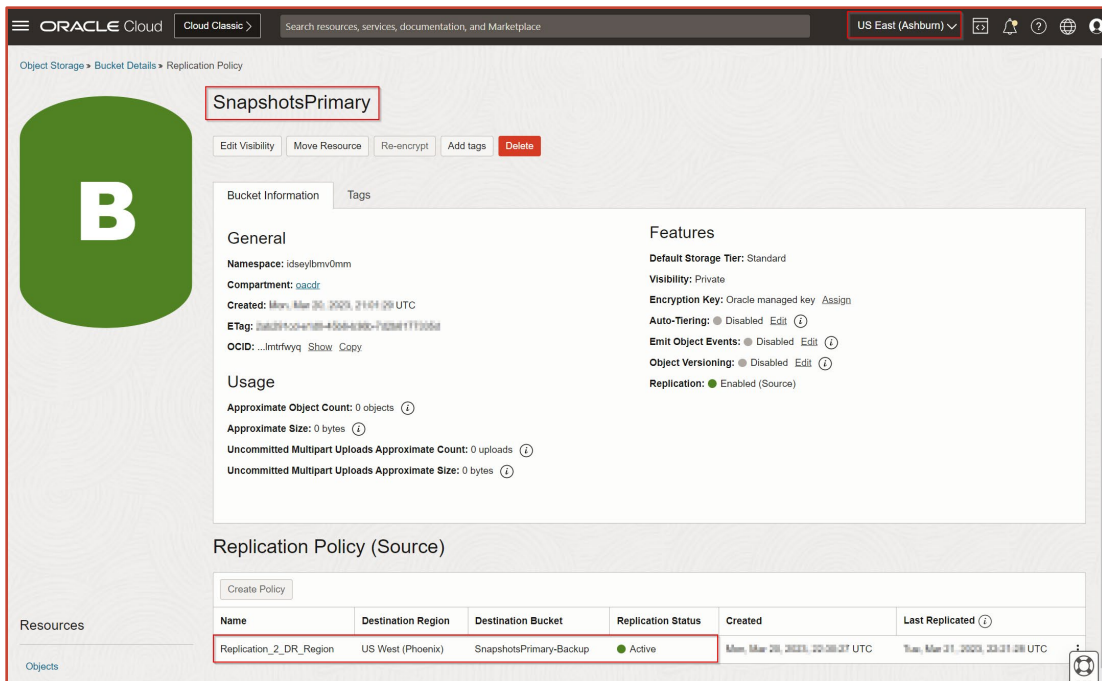 ORACLE Cloud Cloud Classic > Search resources, services, documentation, and Marketplace US East (Ashburn)
Object Storage » Bucket Details » Replication Policy
SnapshotsPrimary
Edit Visibility Move Resource Re-encrypt Add tags Delete
B
Bucket Information Tags
General
Namespace: idseylbmv0mm
Compartment: oacdr
Created: UTC
ETag:
OCID: ...lmtrfwyq Show Copy
Usage
Approximate Object Count: 0 objects
Approximate Size: 0 bytes
Uncommitted Multipart Uploads Approximate Count: 0 uploads
Uncommitted Multipart Uploads Approximate Size: 0 bytes
Features
Default Storage Tier: Standard
Visibility: Private
Encryption Key: Oracle managed key Assign
Auto-Tiering: Disabled Edit
Emit Object Events: Disabled Edit
Object Versioning: Disabled Edit
Replication: Enabled (Source)
Replication Policy (Source)
Create Policy
Name Destination Region Destination Bucket Replication Status Created Last Replicated
Replication_2_DR_Region US West (Phoenix) SnapshotsPrimary-Backup Active UTC UTC
Resources
Objects